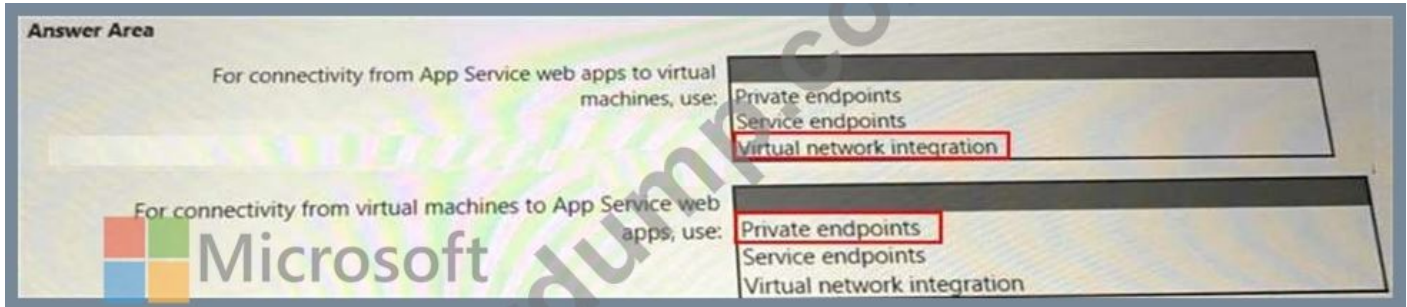 Answer Area
For connectivity from App Service web apps to virtual
machines, use:
Private endpoints
Service endpoints
Virtual network integration
For connectivity from virtual machines to App Service web
apps, use:
Private endpoints
Service endpoints
Virtual network integration
Microsoft
dump.co